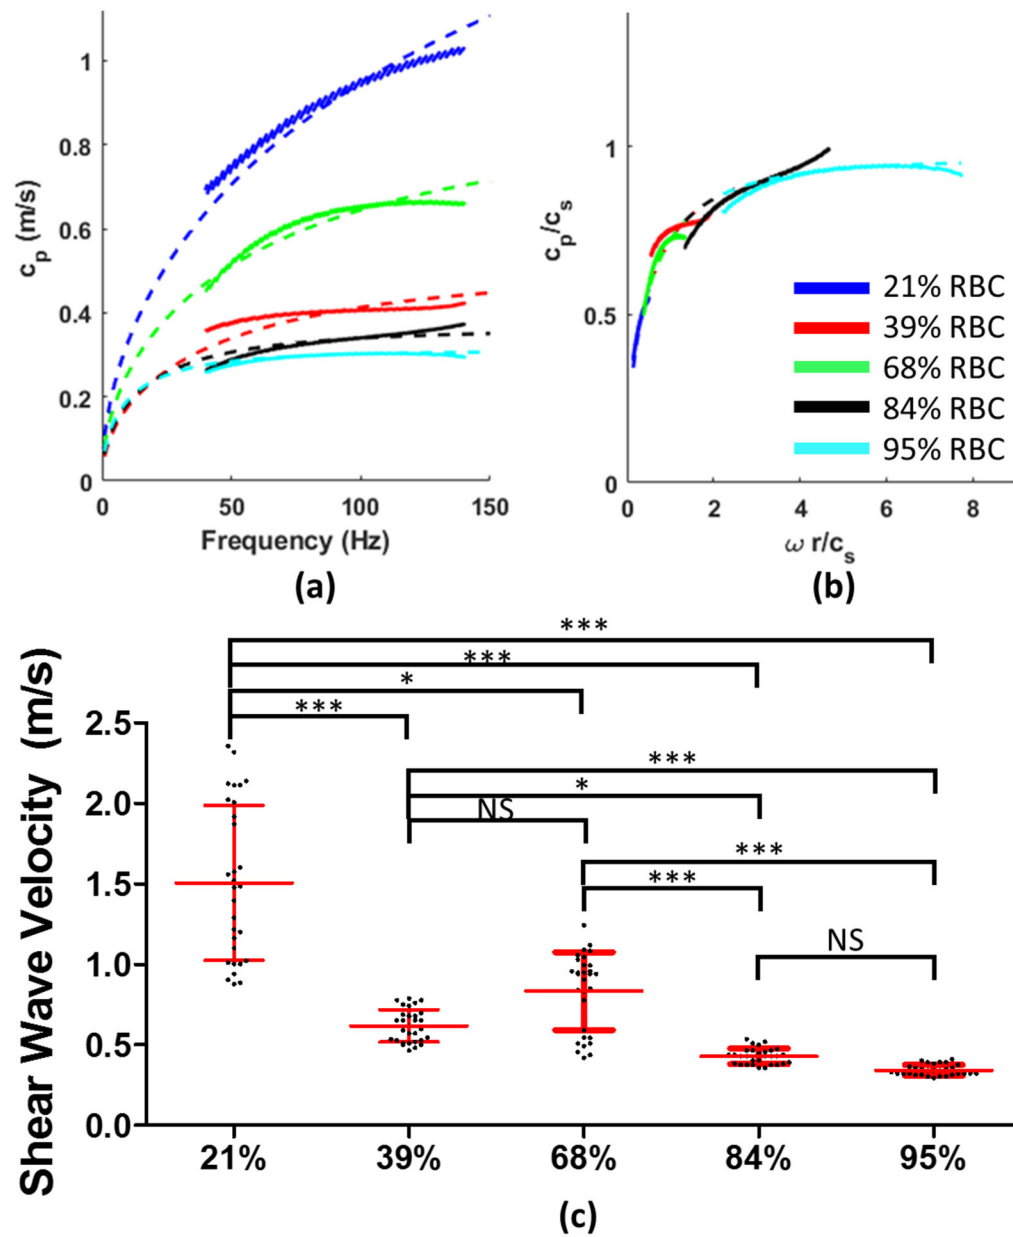 1
0.8
0.6
0.4
0.2
0
c_p (m/s)
0 50 100 150
Frequency (Hz)
(a)
1
0.5
0
c_p/c_s
0 2 4 6 8
ω r/c_s
(b)
21% RBC
39% RBC
68% RBC
84% RBC
95% RBC
***
***
*
***
***
*
NS
***
***
NS
Shear Wave Velocity (m/s)
2.5
2.0
1.5
1.0
0.5
0.0
21% 39% 68% 84% 95%
(c)